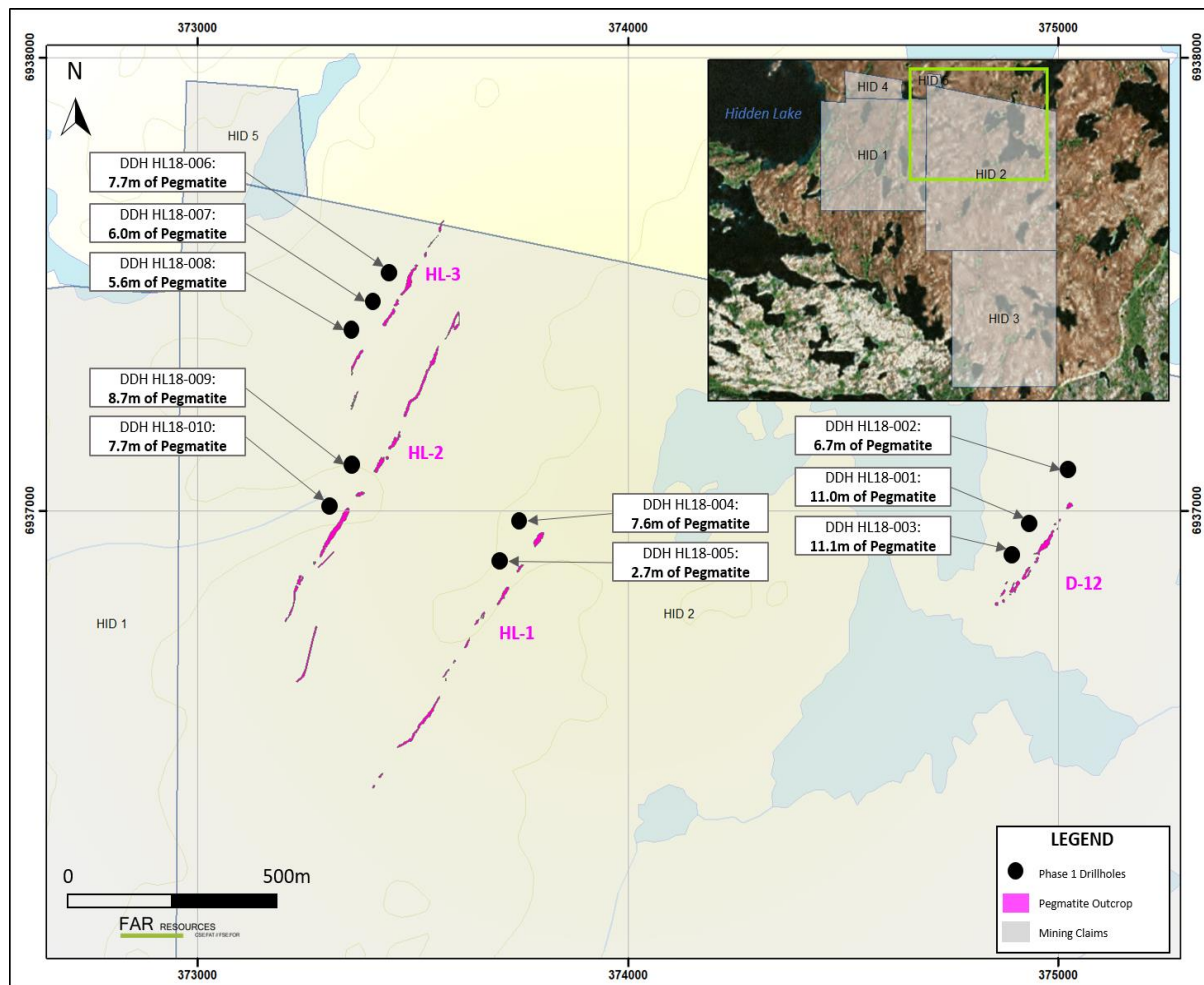 373000
374000
375000
6938000
6938000
N
HID 5
DDH HL18-006:
7.7m of Pegmatite
DDH HL18-007:
6.0m of Pegmatite
DDH HL18-008:
5.6m of Pegmatite
HL-3
Hidden Lake
HID 4
HID 1
HID 2
HID 3
DDH HL18-009:
8.7m of Pegmatite
DDH HL18-010:
7.7m of Pegmatite
HL-2
DDH HL18-002:
6.7m of Pegmatite
DDH HL18-001:
11.0m of Pegmatite
DDH HL18-003:
11.1m of Pegmatite
6937000
6937000
DDH HL18-004:
7.6m of Pegmatite
DDH HL18-005:
2.7m of Pegmatite
D-12
HID 1
HL-1
HID 2
0 500m
FAR RESOURCES
LEGEND
Phase 1 Drillholes
Pegmatite Outcrop
Mining Claims
373000
374000
375000